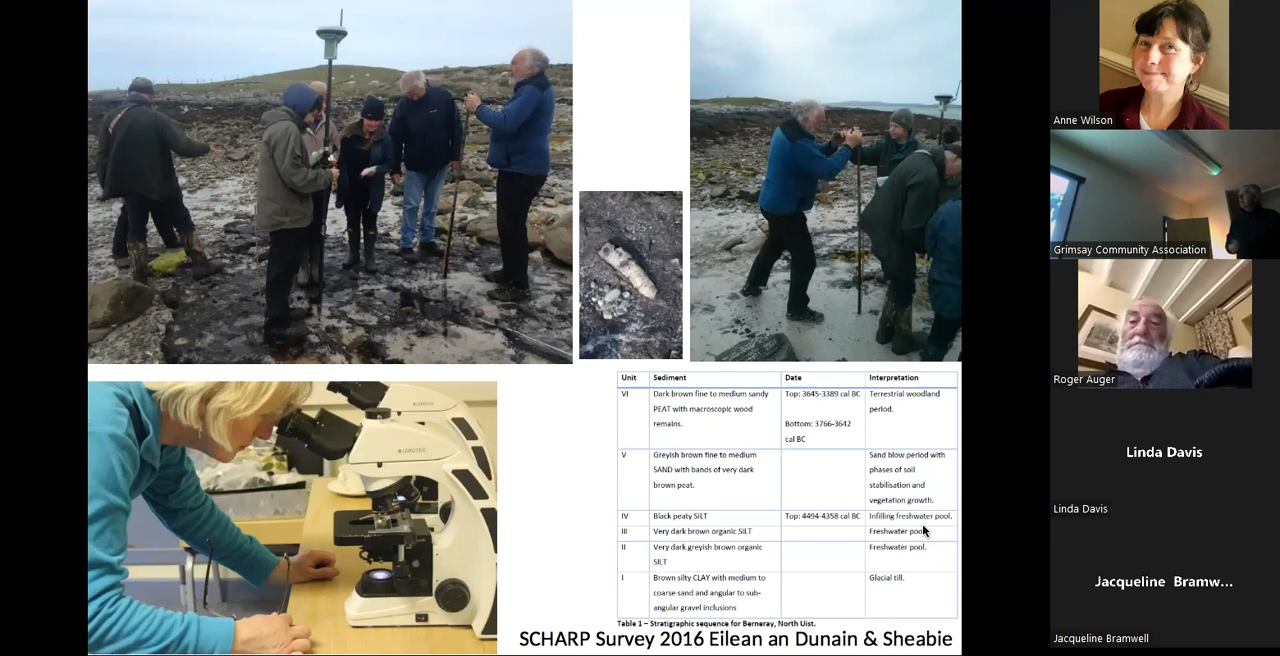 Unit Sediment Date Interpretation
VI Dark brown fine to medium sandy Top: 3645-3389 cal BC Terrestrial woodland
PEAT with macroscopic wood period.
remains. Bottom: 3766-3642
cal BC
V Greyish brown fine to medium Sand blow period with
SAND with bands of very dark phases of soil
brown peat. stabilisation and
vegetation growth.
IV Black peaty SILT Top: 4494-4358 cal BC Infilling freshwater pool.
III Very dark brown organic SILT Freshwater
II Very dark greyish brown organic Freshwater pool.
SILT
I Brown silty CLAY with medium to Glacial till.
coarse sand and angular to sub-
angular gravel inclusions
Table 1 – Stratigraphic sequence for Berneray, North Uist.
SCHARP Survey 2016 Eilean an Dunain & Sheabie
Anne Wilson
Grimsay Community Association
Roger Auger
Linda Davis
Linda Davis
Jacqueline Bramw...
Jacqueline Bramwell